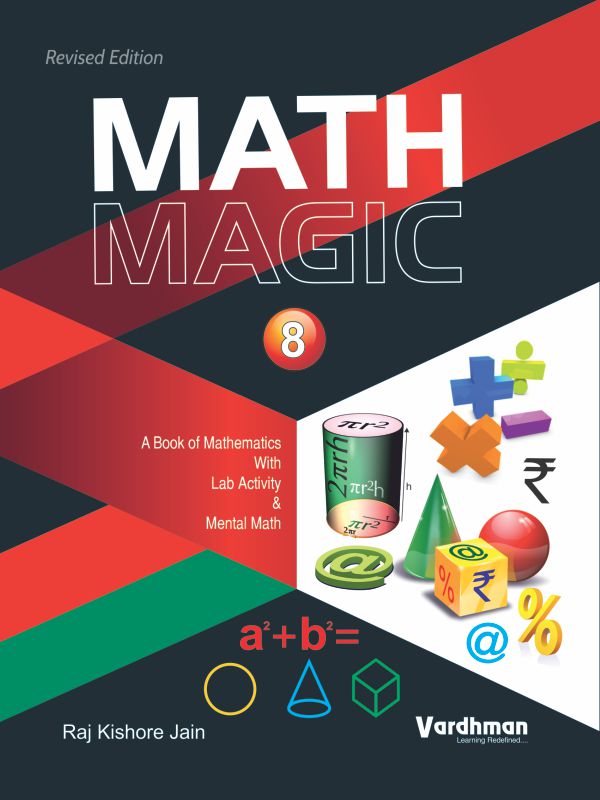 Revised Edition
MATH
MAGIC
8
A Book of Mathematics
With
Lab Activity
&
Mental Math
πr²
2πrh
πr²h
h
r
πr²
2πr
₹
@
@
%
₹
%
@
a²+b²=
Raj Kishore Jain
Vardhman
Learning Redefined....